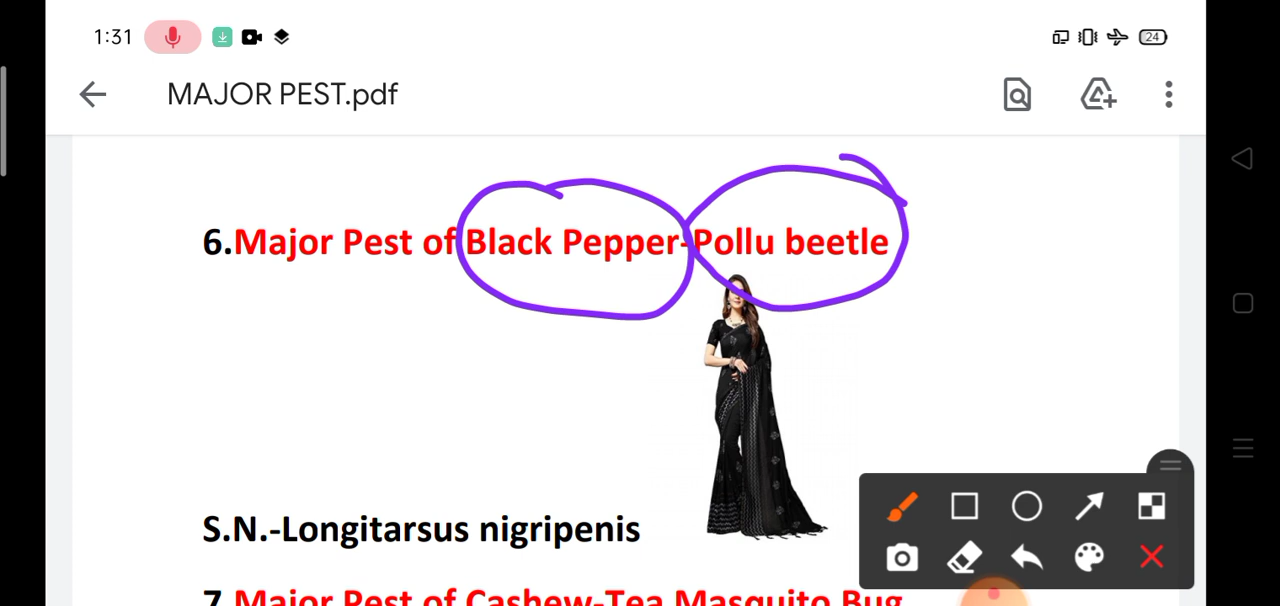 1:31
24
MAJOR PEST.pdf
6.Major Pest of Black Pepper-Pollu beetle
S.N.-Longitarsus nigripenis
7.Major Pest of Cashew-Tea Masquito Bug